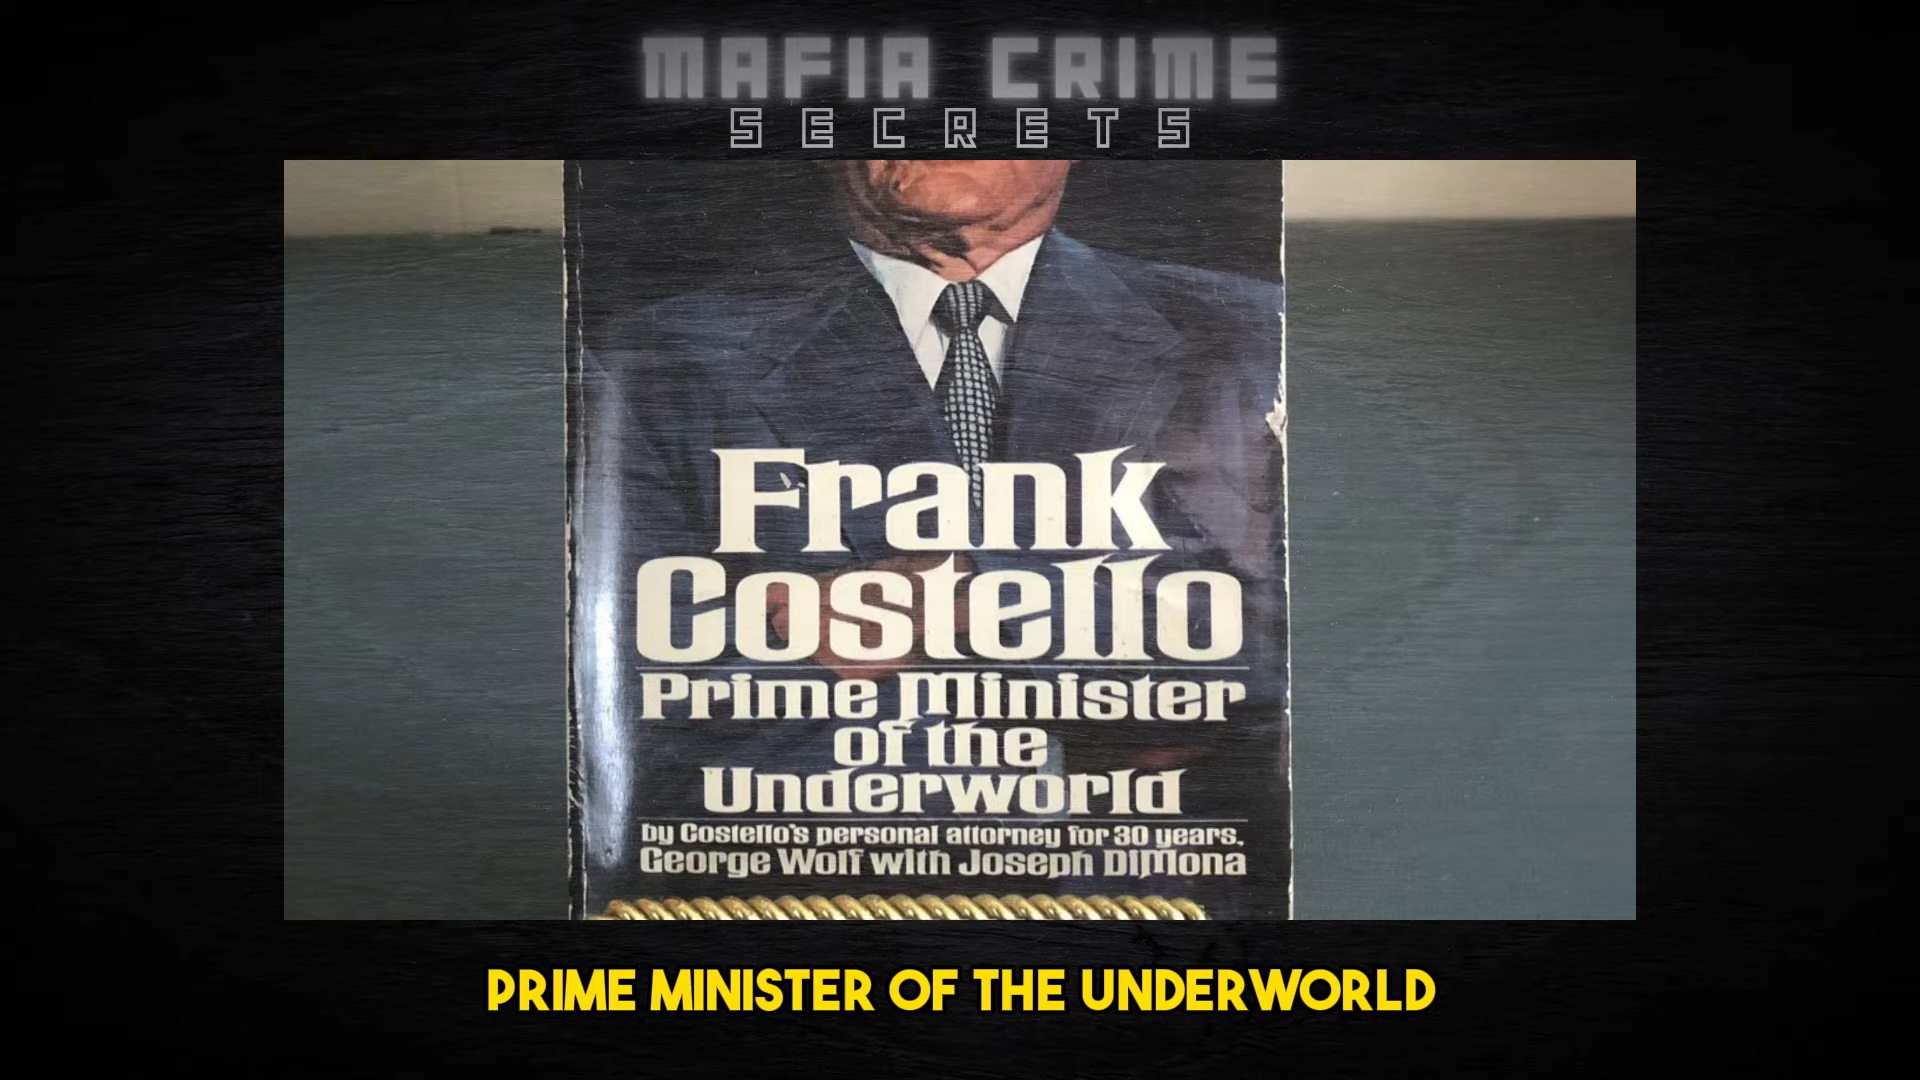 MAFIA CRIME
SECRETS
Frank
Costello
Prime Minister
of the
Underworld
by Costello's personal attorney for 30 years,
George Wolf with Joseph DiMona
PRIME MINISTER OF THE UNDERWORLD